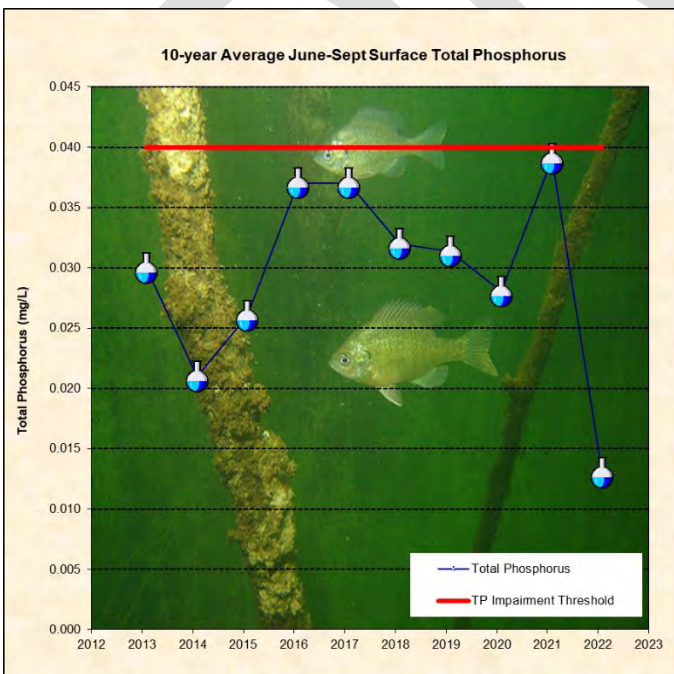 10-year Average June-Sept Surface Total Phosphorus
Total Phosphorus (mg/L)
0.045
0.040
0.035
0.030
0.025
0.020
0.015
0.010
0.005
0.000
2012 2013 2014 2015 2016 2017 2018 2019 2020 2021 2022 2023
Total Phosphorus
TP Impairment Threshold